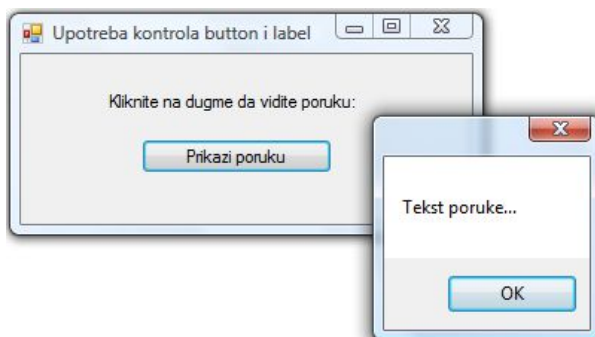 Upotreba kontrola button i label
Kliknite na dugme da vidite poruku:
Prikazi poruku
Tekst poruke...
OK